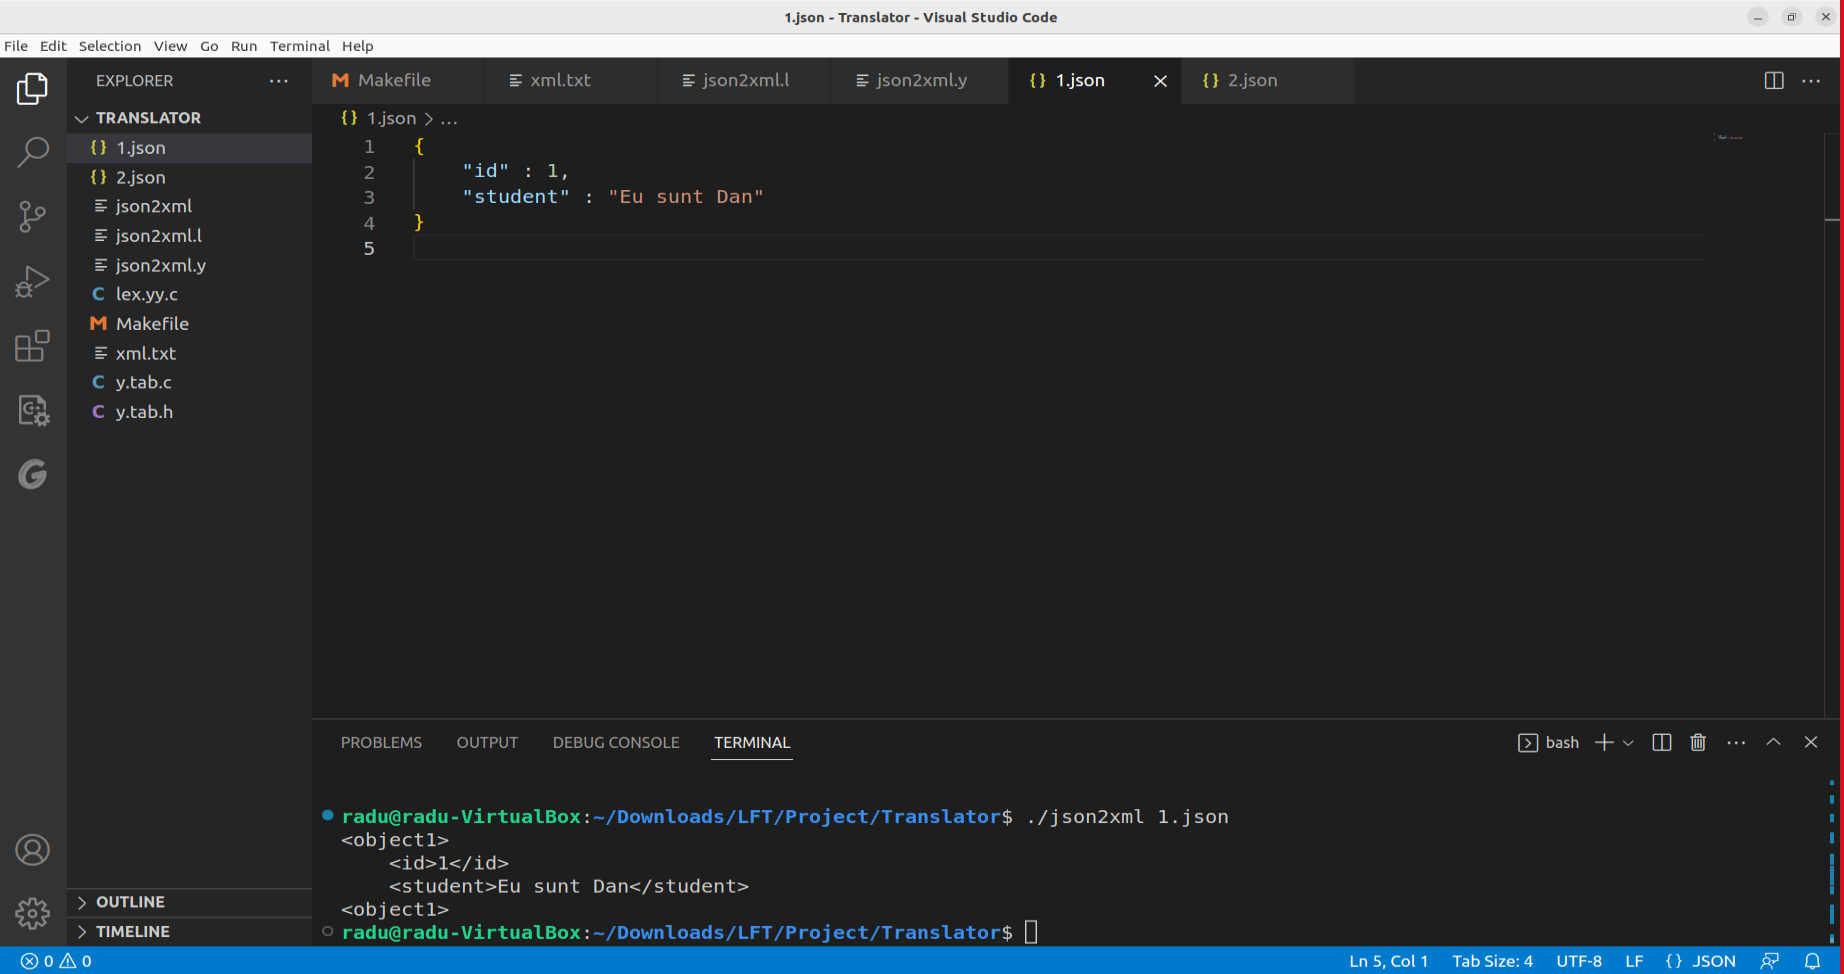 1.json - Translator - Visual Studio Code
File Edit Selection View Go Run Terminal Help
EXPLORER
TRANSLATOR
{} 1.json
{} 2.json
json2xml
json2xml.l
json2xml.y
C lex.yy.c
M Makefile
xml.txt
C y.tab.c
C y.tab.h
OUTLINE
TIMELINE
M Makefile xml.txt json2xml.l json2xml.y {} 1.json {} 2.json
{} 1.json > ...
1 {
2     "id" : 1,
3     "student" : "Eu sunt Dan"
4 }
5
PROBLEMS OUTPUT DEBUG CONSOLE TERMINAL bash
radu@radu-VirtualBox:~/Downloads/LFT/Project/Translator$ ./json2xml 1.json
<object1>
    <id>1</id>
    <student>Eu sunt Dan</student>
<object1>
radu@radu-VirtualBox:~/Downloads/LFT/Project/Translator$
0 0 Ln 5, Col 1 Tab Size: 4 UTF-8 LF {} JSON